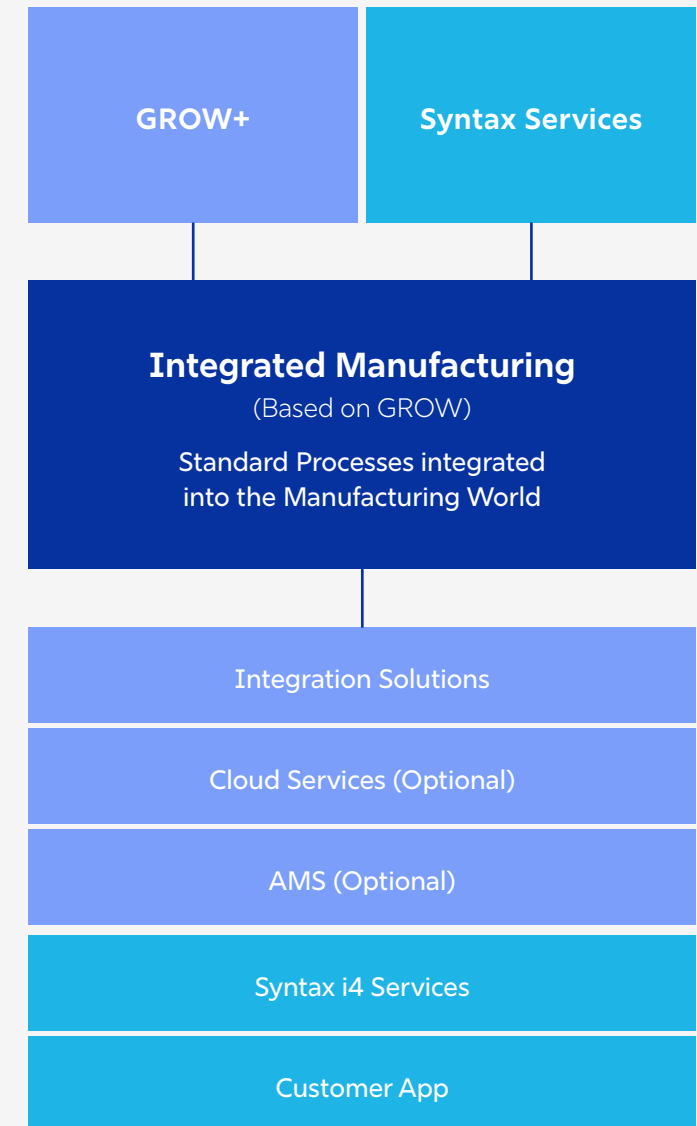 GROW+
Syntax Services
Integrated Manufacturing
(Based on GROW)
Standard Processes integrated
into the Manufacturing World
Integration Solutions
Cloud Services (Optional)
AMS (Optional)
Syntax i4 Services
Customer App